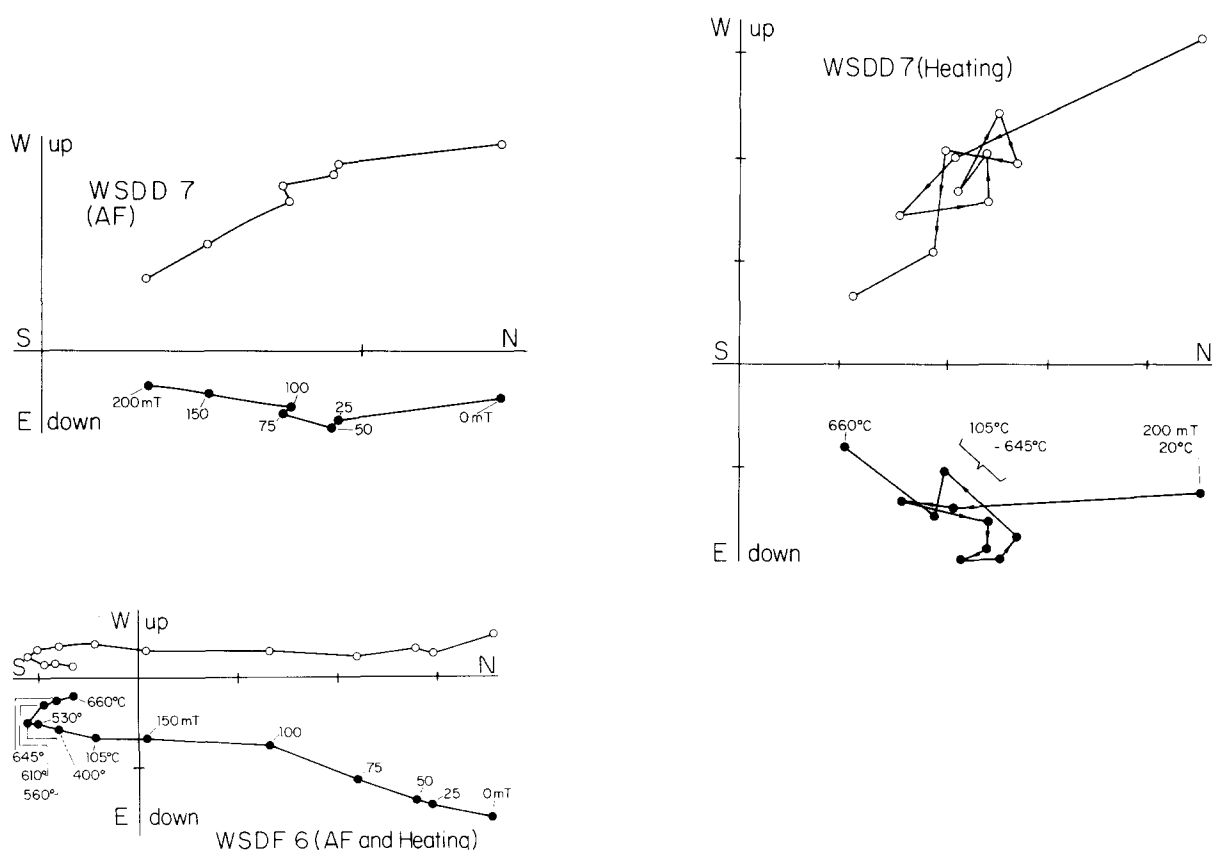 W up
WSDD 7
(AF)
S N
200mT 150 75 100 25 50 0mT
E down
W up
WSDD 7 (Heating)
S N
660°C 105°C - 645°C 200 mT 20°C
E down
W up
S N
660°C
530°
150 mT
100
75
50
25
0mT
645° 105°C
610° 400°
560°
E down
WSDF 6 (AF and Heating)